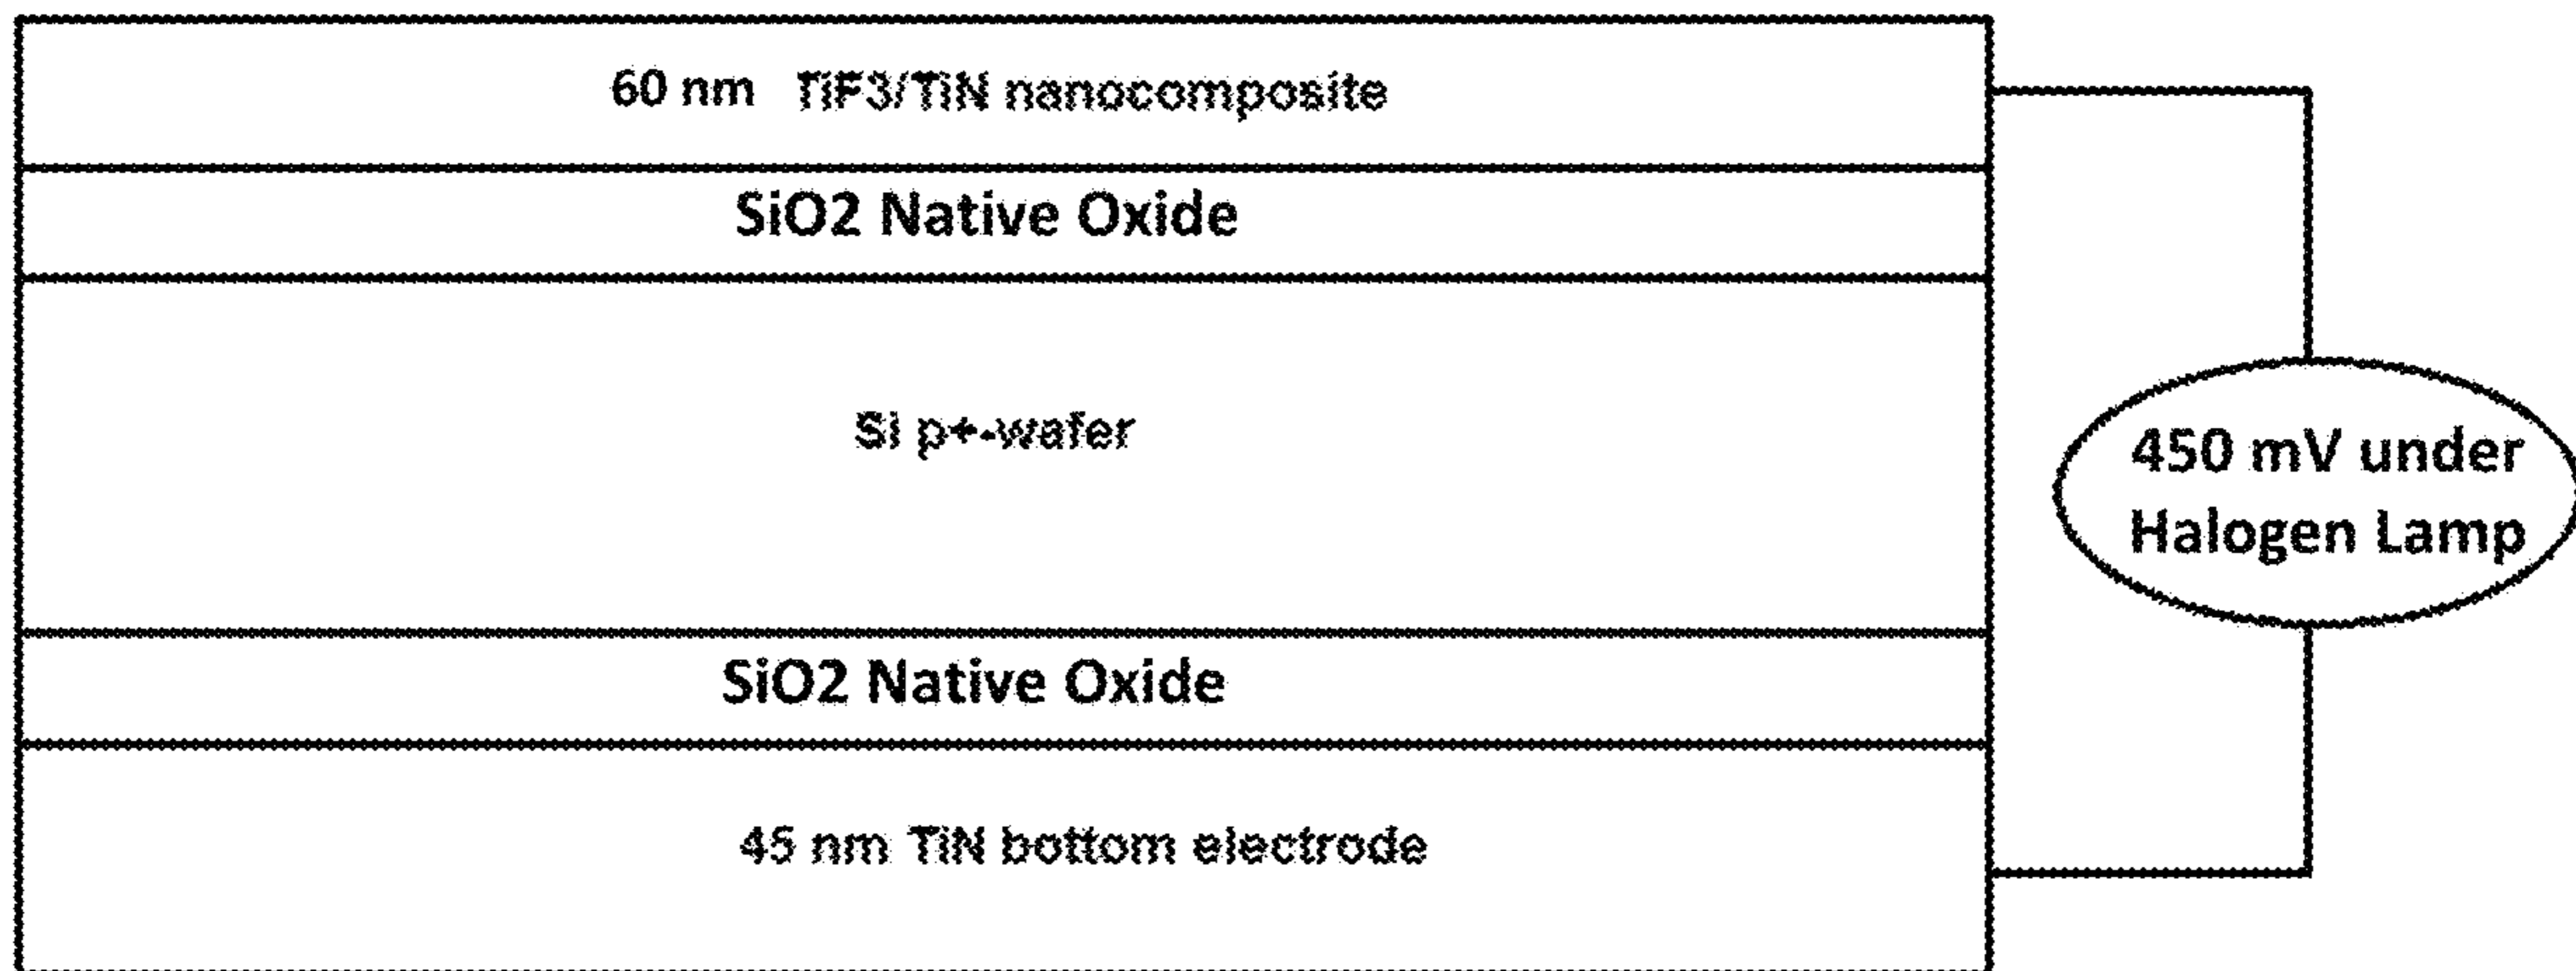 60 nm TiF3/TiN nanocomposite
SiO2 Native Oxide
Si p+-wafer
450 mV under
Halogen Lamp
SiO2 Native Oxide
45 nm TiN bottom electrode